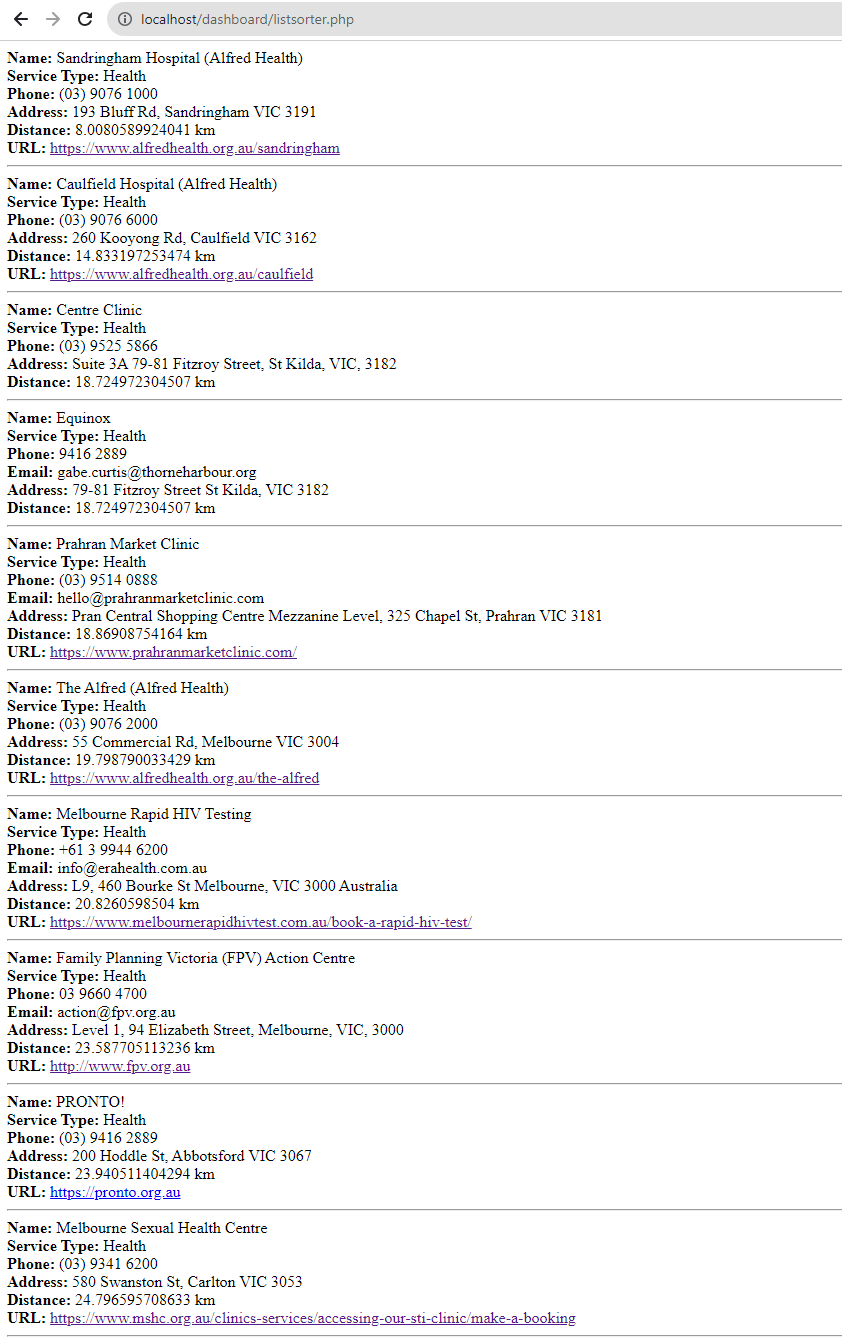 localhost/dashboard/listsorter.php
Name: Sandringham Hospital (Alfred Health)
Service Type: Health
Phone: (03) 9076 1000
Address: 193 Bluff Rd, Sandringham VIC 3191
Distance: 8.0080589924041 km
URL: https://www.alfredhealth.org.au/sandringham
Name: Caulfield Hospital (Alfred Health)
Service Type: Health
Phone: (03) 9076 6000
Address: 260 Kooyong Rd, Caulfield VIC 3162
Distance: 14.833197253474 km
URL: https://www.alfredhealth.org.au/caulfield
Name: Centre Clinic
Service Type: Health
Phone: (03) 9525 5866
Address: Suite 3A 79-81 Fitzroy Street, St Kilda, VIC, 3182
Distance: 18.724972304507 km
Name: Equinox
Service Type: Health
Phone: 9416 2889
Email: gabe.curtis@thorneharbour.org
Address: 79-81 Fitzroy Street St Kilda, VIC 3182
Distance: 18.724972304507 km
Name: Prahran Market Clinic
Service Type: Health
Phone: (03) 9514 0888
Email: hello@prahranmarketclinic.com
Address: Pran Central Shopping Centre Mezzanine Level, 325 Chapel St, Prahran VIC 3181
Distance: 18.86908754164 km
URL: https://www.prahranmarketclinic.com/
Name: The Alfred (Alfred Health)
Service Type: Health
Phone: (03) 9076 2000
Address: 55 Commercial Rd, Melbourne VIC 3004
Distance: 19.798790033429 km
URL: https://www.alfredhealth.org.au/the-alfred
Name: Melbourne Rapid HIV Testing
Service Type: Health
Phone: +61 3 9944 6200
Email: info@erahealth.com.au
Address: L9, 460 Bourke St Melbourne, VIC 3000 Australia
Distance: 20.8260598504 km
URL: https://www.melbournerapidhivtest.com.au/book-a-rapid-hiv-test/
Name: Family Planning Victoria (FPV) Action Centre
Service Type: Health
Phone: 03 9660 4700
Email: action@fpv.org.au
Address: Level 1, 94 Elizabeth Street, Melbourne, VIC, 3000
Distance: 23.587705113236 km
URL: http://www.fpv.org.au
Name: PRONTO!
Service Type: Health
Phone: (03) 9416 2889
Address: 200 Hoddle St, Abbotsford VIC 3067
Distance: 23.940511404294 km
URL: https://pronto.org.au
Name: Melbourne Sexual Health Centre
Service Type: Health
Phone: (03) 9341 6200
Address: 580 Swanston St, Carlton VIC 3053
Distance: 24.796595708633 km
URL: https://www.mshc.org.au/clinics-services/accessing-our-sti-clinic/make-a-booking